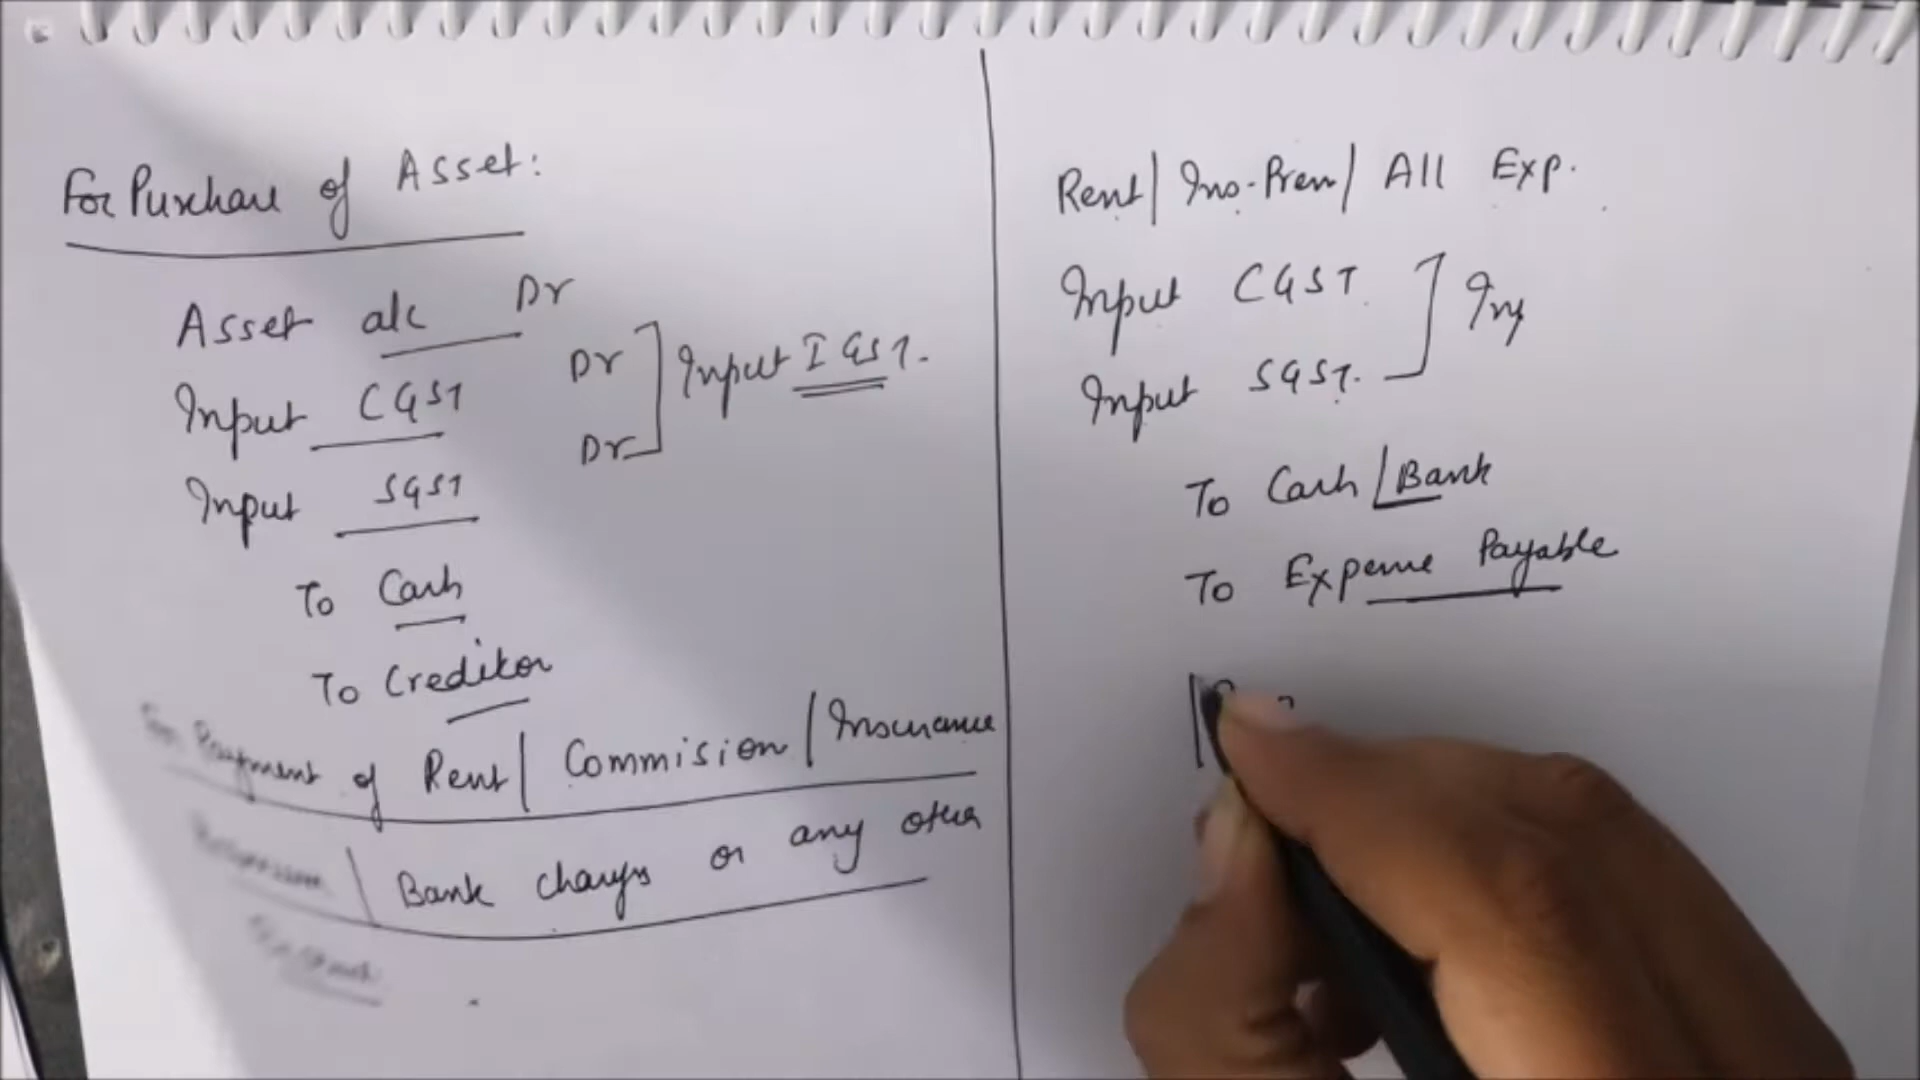 For Purchase of Asset:
Asset a/c Dr
Input CGST Dr
Input SGST Dr
Input IGST.
To Cash
To Creditor
For Payment of Rent/ Commision/ Insurance
/ Bank charges or any other
Rent/ Ins. Prem/ All Exp.
Input CGST
Input SGST.
To Cash/Bank
To Expense Payable